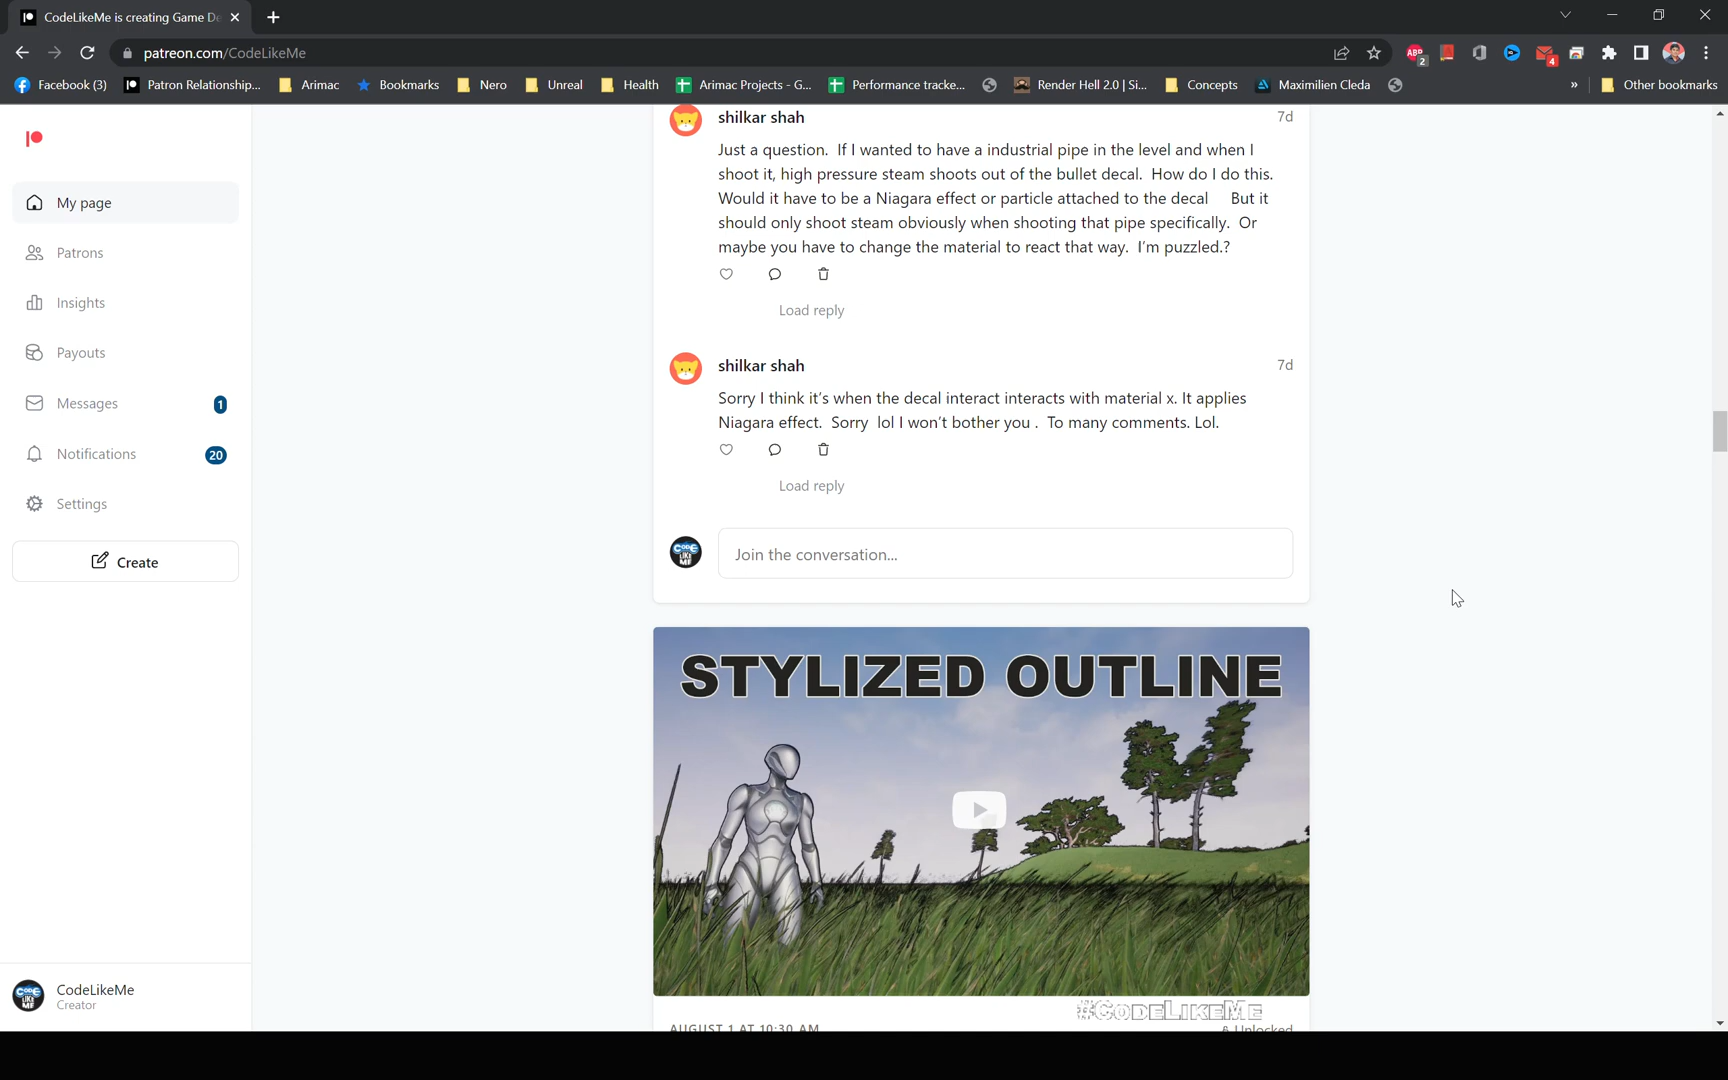 CodeLikeMe is creating Game De
patreon.com/CodeLikeMe
ABP
2
4
Facebook (3)
Patron Relationship...
Arimac
Bookmarks
Nero
Unreal
Health
Arimac Projects - G...
Performance tracke...
Render Hell 2.0 | Si...
Concepts
Maximilien Cleda
»
Other bookmarks
My page
Patrons
Insights
Payouts
Messages
1
Notifications
20
Settings
Create
CodeLikeMe
Creator
shilkar shah
7d
Just a question. If I wanted to have a industrial pipe in the level and when I
shoot it, high pressure steam shoots out of the bullet decal. How do I do this.
Would it have to be a Niagara effect or particle attached to the decal But it
should only shoot steam obviously when shooting that pipe specifically. Or
maybe you have to change the material to react that way. I'm puzzled.?
Load reply
shilkar shah
7d
Sorry I think it's when the decal interact interacts with material x. It applies
Niagara effect. Sorry lol I won't bother you . To many comments. Lol.
Load reply
CODE
LIKE
ME
Join the conversation...
STYLIZED OUTLINE
#CodeLikeMe
AUGUST 1 AT 10:30 AM
Unlocked